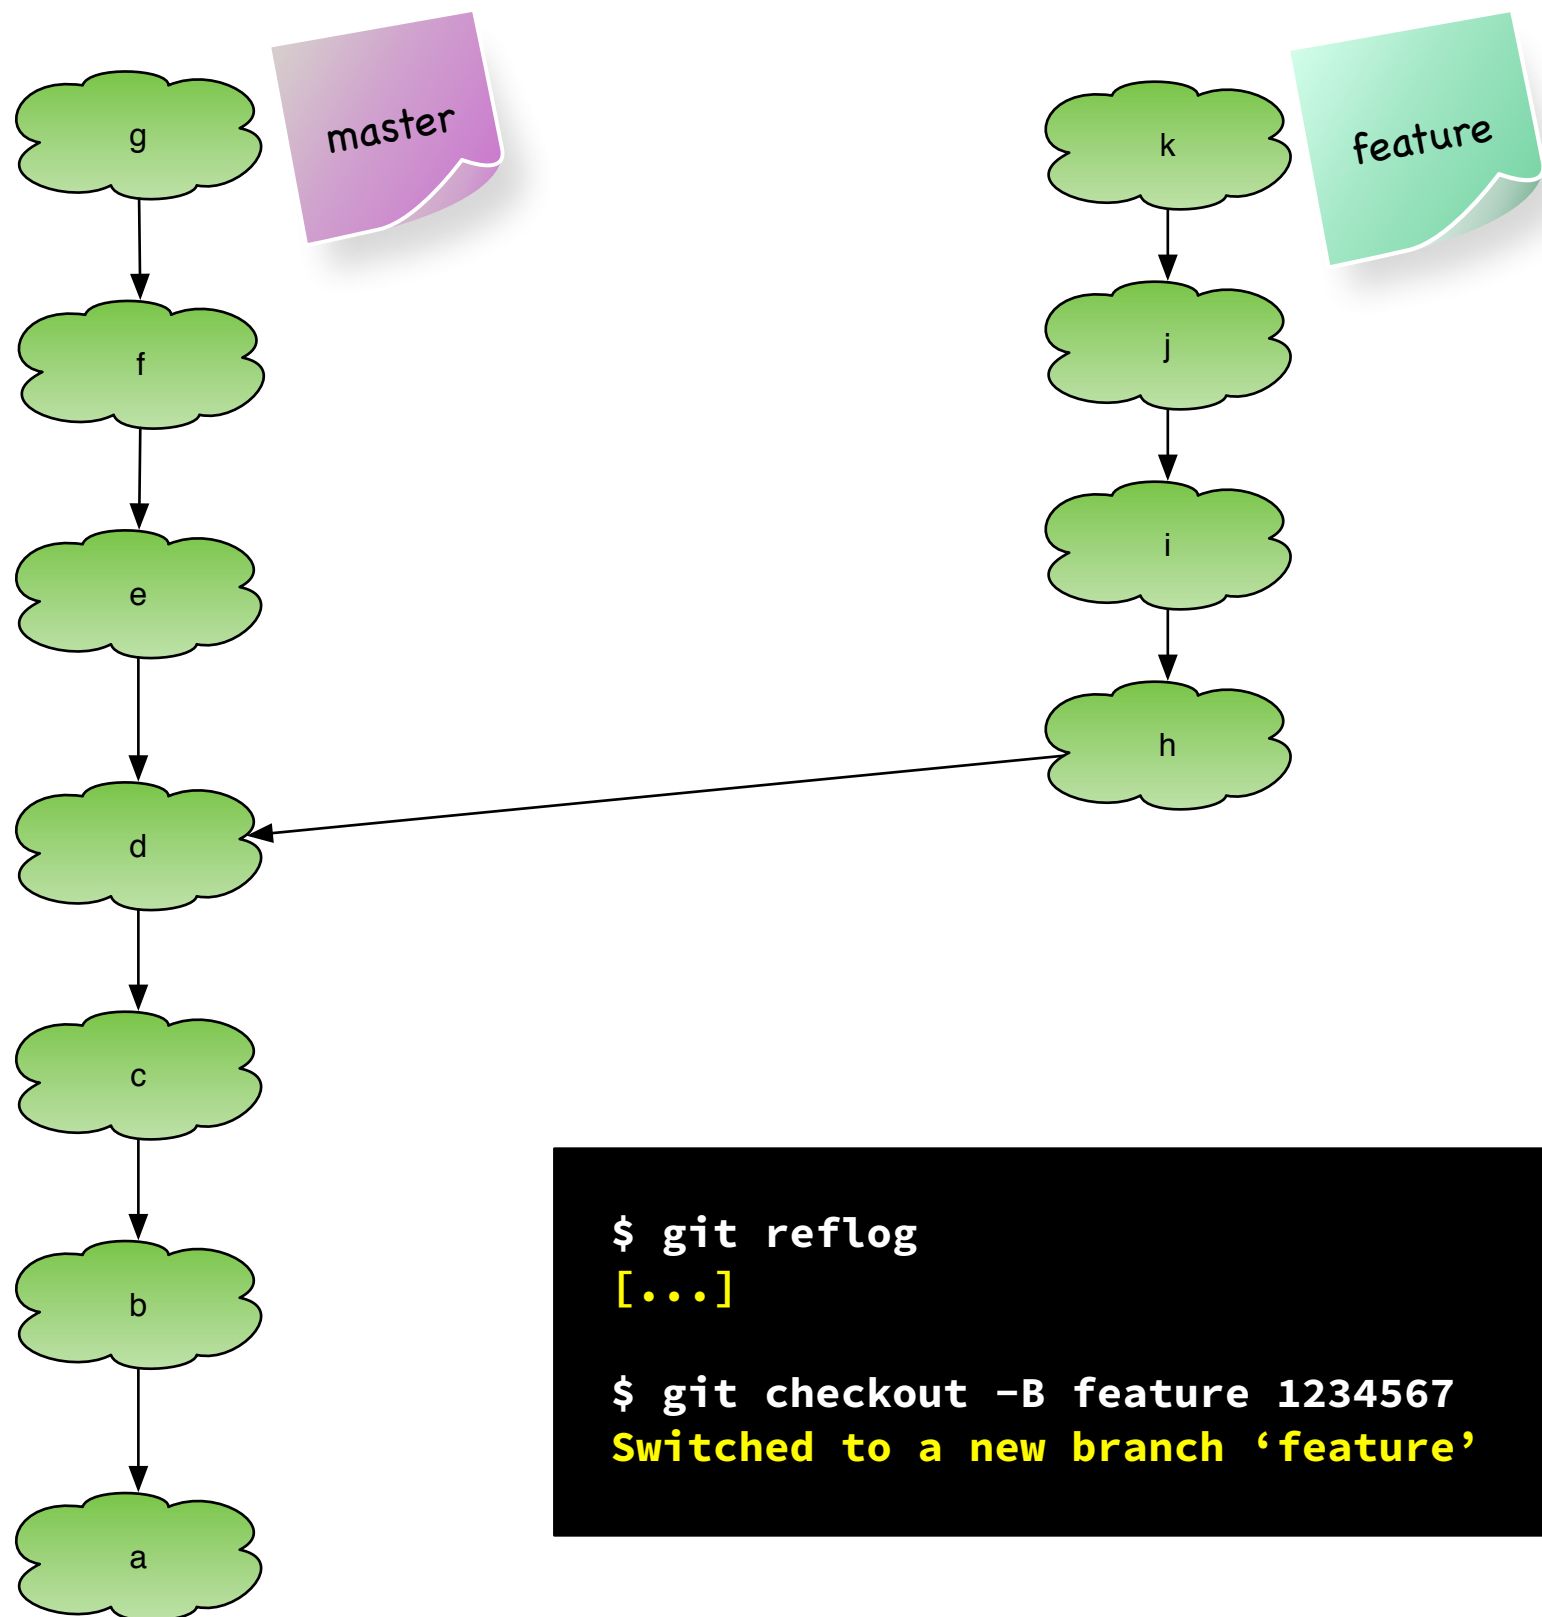 g
master
k
feature
f
j
e
i
d
h
c
b
a
$ git reflog
[...]
$ git checkout -B feature 1234567
Switched to a new branch ‘feature’